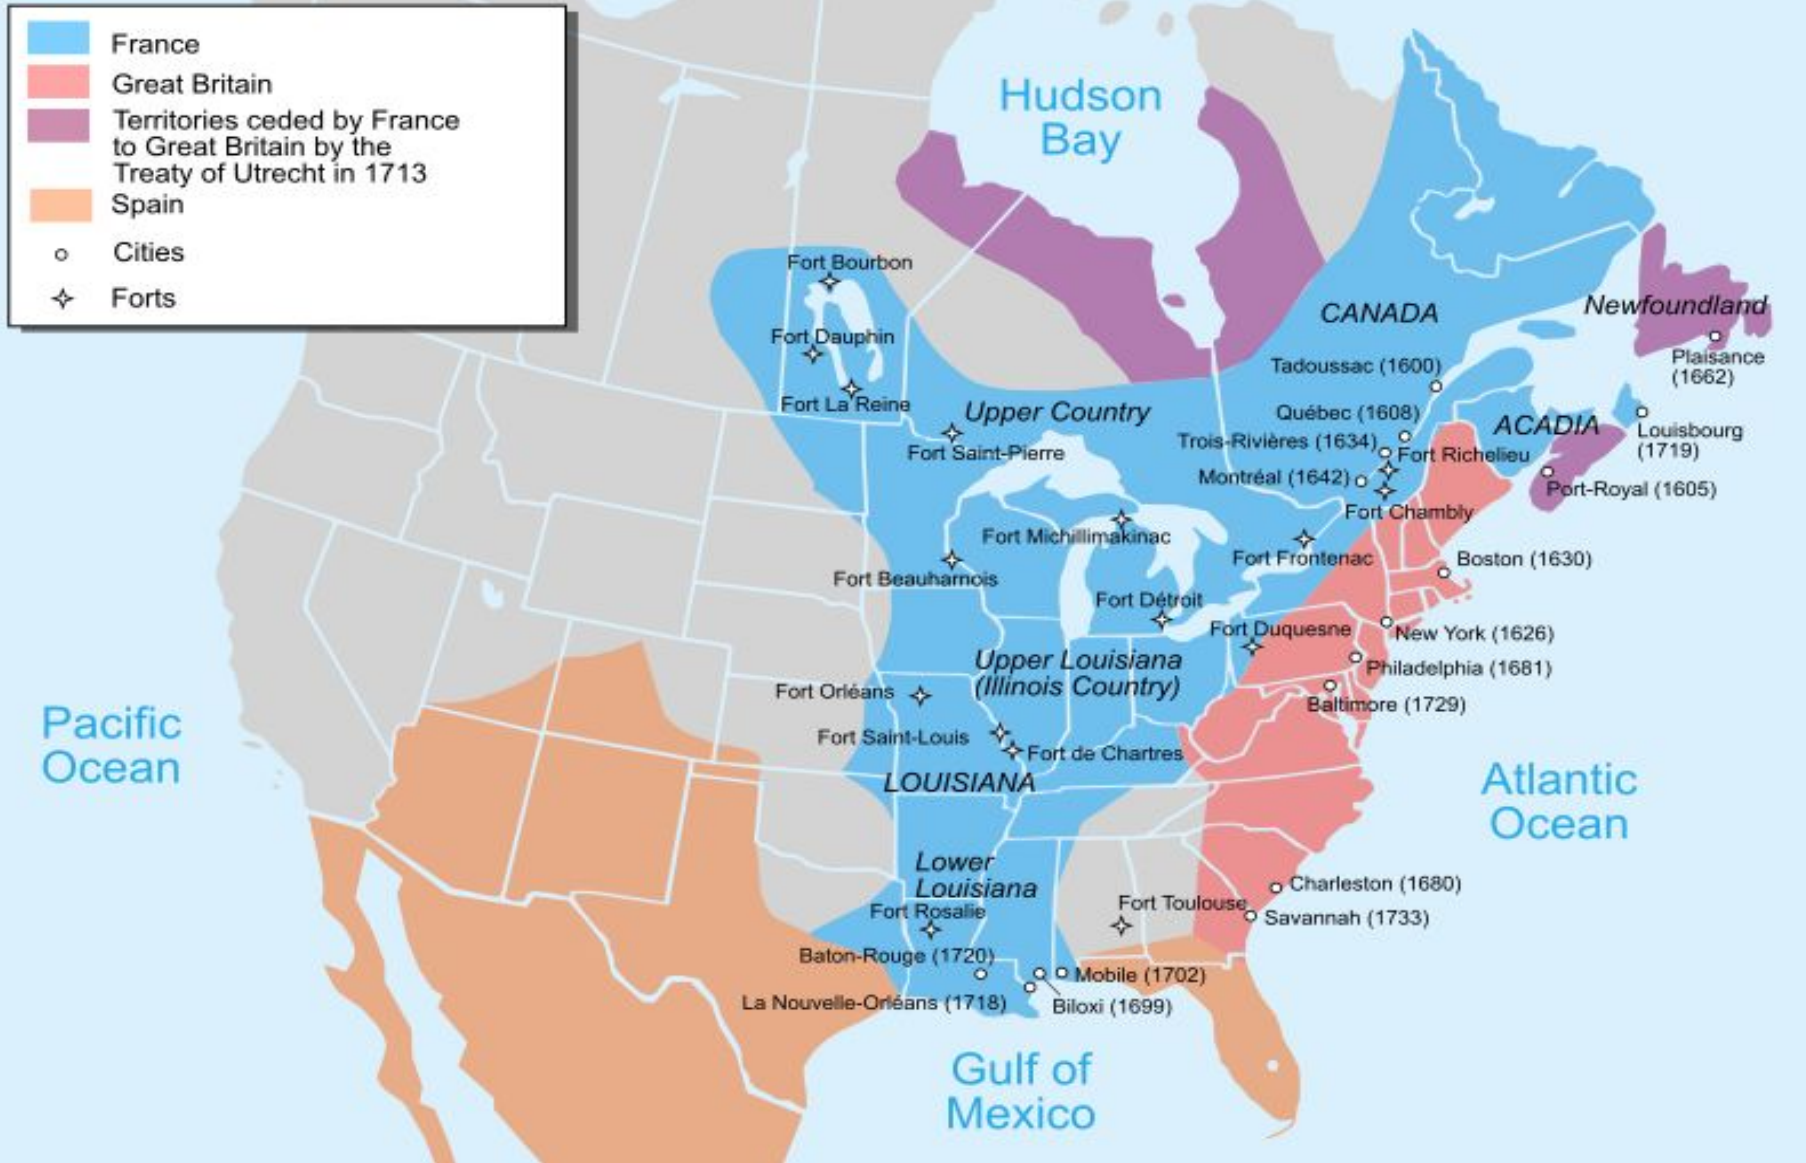 France
Great Britain
Territories ceded by France
to Great Britain by the
Treaty of Utrecht in 1713
Spain
Cities
Forts
Hudson
Bay
Fort Bourbon
Fort Dauphin
Fort La Reine
CANADA
Newfoundland
Plaisance
(1662)
Tadoussac (1600)
Upper Country
Québec (1608)
ACADIA
Louisbourg
(1719)
Trois-Rivières (1634)
Fort Richelieu
Fort Saint-Pierre
Montréal (1642)
Port-Royal (1605)
Fort Chambly
Fort Michillimakinac
Fort Frontenac
Boston (1630)
Fort Beauharnois
Fort Détroit
Fort Duquesne
New York (1626)
Upper Louisiana
(Illinois Country)
Philadelphia (1681)
Fort Orléans
Baltimore (1729)
Pacific
Ocean
Fort Saint-Louis
Fort de Chartres
LOUISIANA
Atlantic
Ocean
Lower
Louisiana
Charleston (1680)
Fort Toulouse
Fort Rosalie
Savannah (1733)
Baton-Rouge (1720)
Mobile (1702)
La Nouvelle-Orléans (1718)
Biloxi (1699)
Gulf of
Mexico